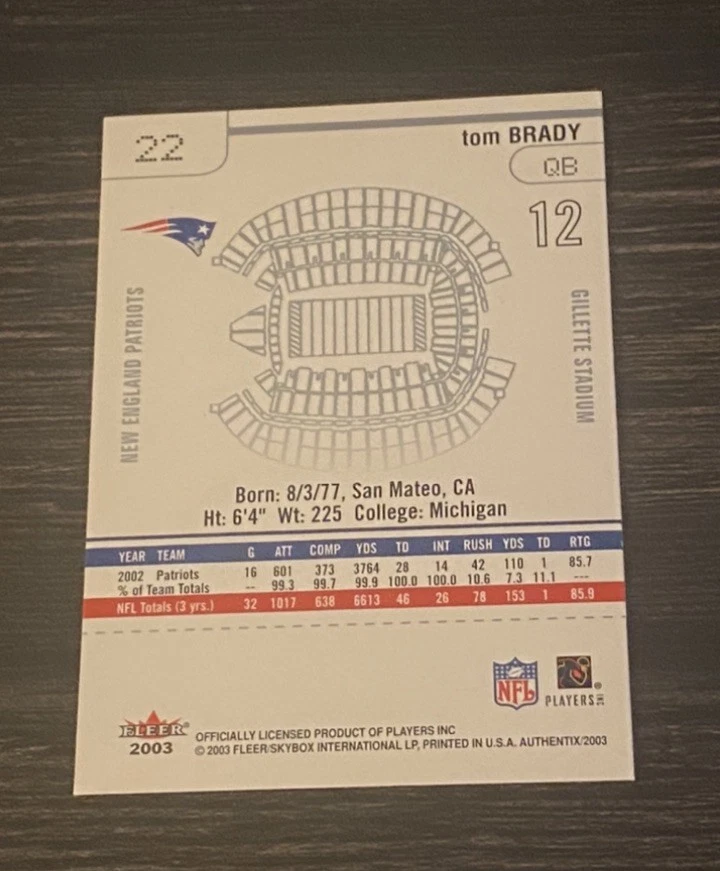 22
tom BRADY
QB
12
NEW ENGLAND PATRIOTS
GILLETTE STADIUM
Born: 8/3/77, San Mateo, CA
Ht: 6'4" Wt: 225 College: Michigan
YEAR TEAM G ATT COMP YDS TD INT RUSH YDS TD RTG
2002 Patriots 16 601 373 3764 28 14 42 110 1 85.7
% of Team Totals -- 99.3 99.7 99.9 100.0 100.0 10.6 7.3 11.1 ---
NFL Totals (3 yrs.) 32 1017 638 6613 46 26 78 153 1 85.9
NFL
PLAYERS INC
FLEER
2003
OFFICIALLY LICENSED PRODUCT OF PLAYERS INC
© 2003 FLEER/SKYBOX INTERNATIONAL LP, PRINTED IN U.S.A. AUTHENTIX/2003